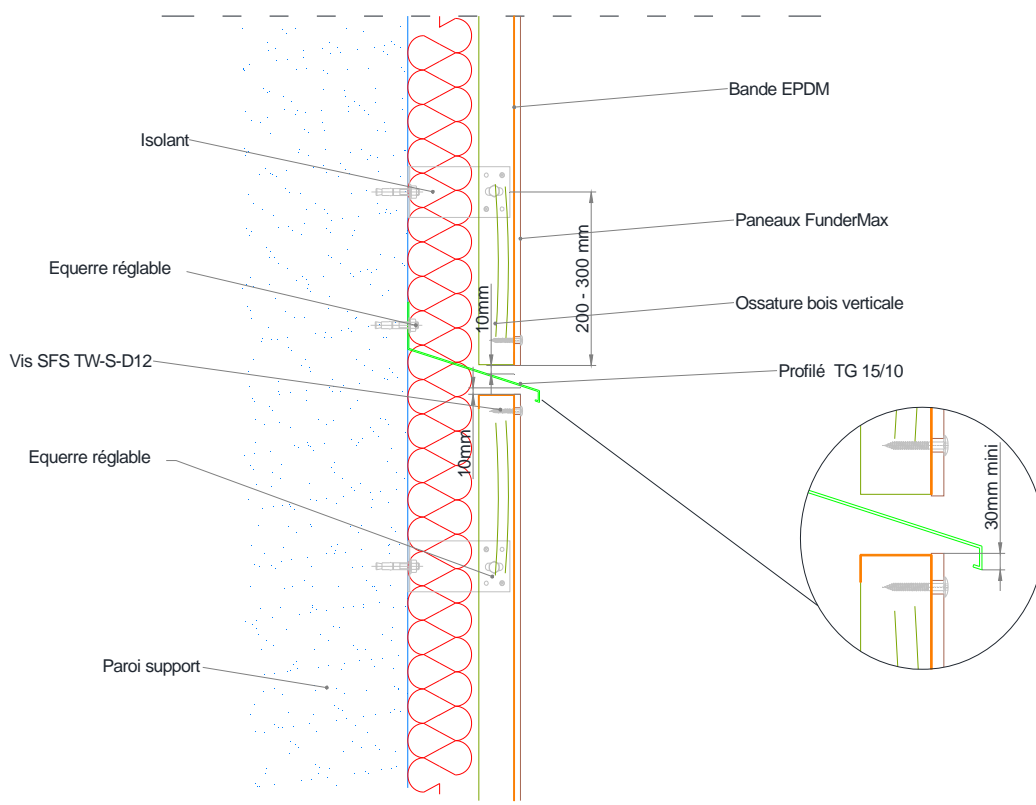 Bande EPDM
Isolant
Paneaux FunderMax
Equerre réglable
200 - 300 mm
10mm
Ossature bois verticale
Vis SFS TW-S-D12
Profilé TG 15/10
10mm
Equerre réglable
30mm mini
Paroi support